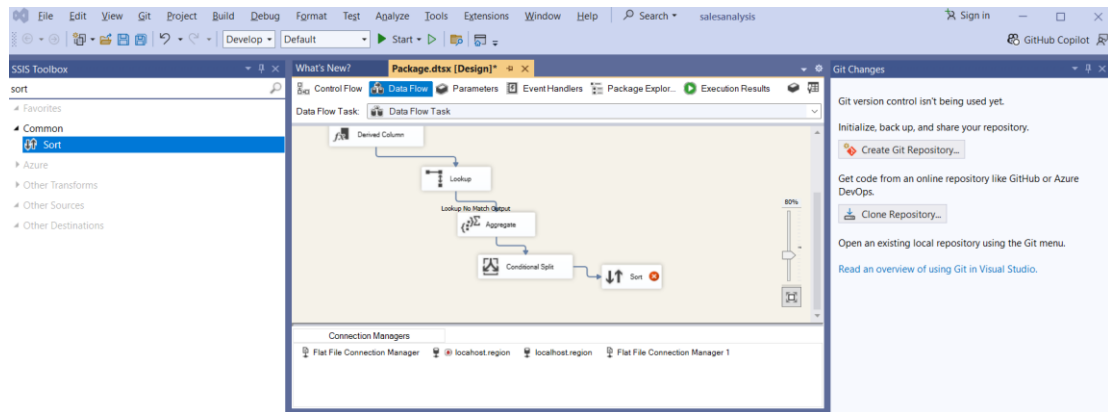 File Edit View Git Project Build Debug Format Test Analyze Tools Extensions Window Help Search salesanalysis Sign in
Develop Default Start GitHub Copilot
SSIS Toolbox
sort
Favorites
Common
Sort
Azure
Other Transforms
Other Sources
Other Destinations
What's New? Package.dtsx [Design]*
Control Flow Data Flow Parameters Event Handlers Package Explor... Execution Results
Data Flow Task: Data Flow Task
Derived Column
Lookup
Lookup No Match Output
Aggregate
Conditional Split
Sort
80%
Connection Managers
Flat File Connection Manager locahost.region localhost.region Flat File Connection Manager 1
Git Changes
Git version control isn't being used yet.
Initialize, back up, and share your repository.
Create Git Repository...
Get code from an online repository like GitHub or Azure
DevOps.
Clone Repository...
Open an existing local repository using the Git menu.
Read an overview of using Git in Visual Studio.